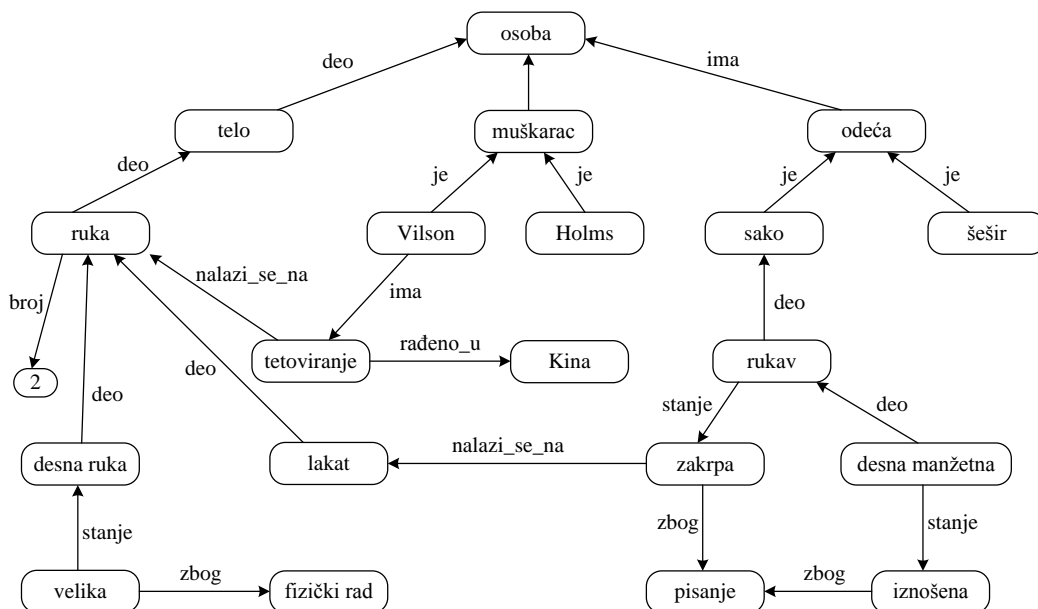 osoba
deo
ima
telo
muškarac
odeća
deo
je
je
je
je
ruka
Vilson
Holms
sako
šešir
nalazi_se_na
ima
broj
deo
rađeno_u
tetoviranje
Kina
rukav
2
deo
deo
stanje
deo
nalazi_se_na
desna ruka
lakat
zakrpa
desna manžetna
stanje
zbog
stanje
zbog
zbog
velika
fizički rad
pisanje
iznošena